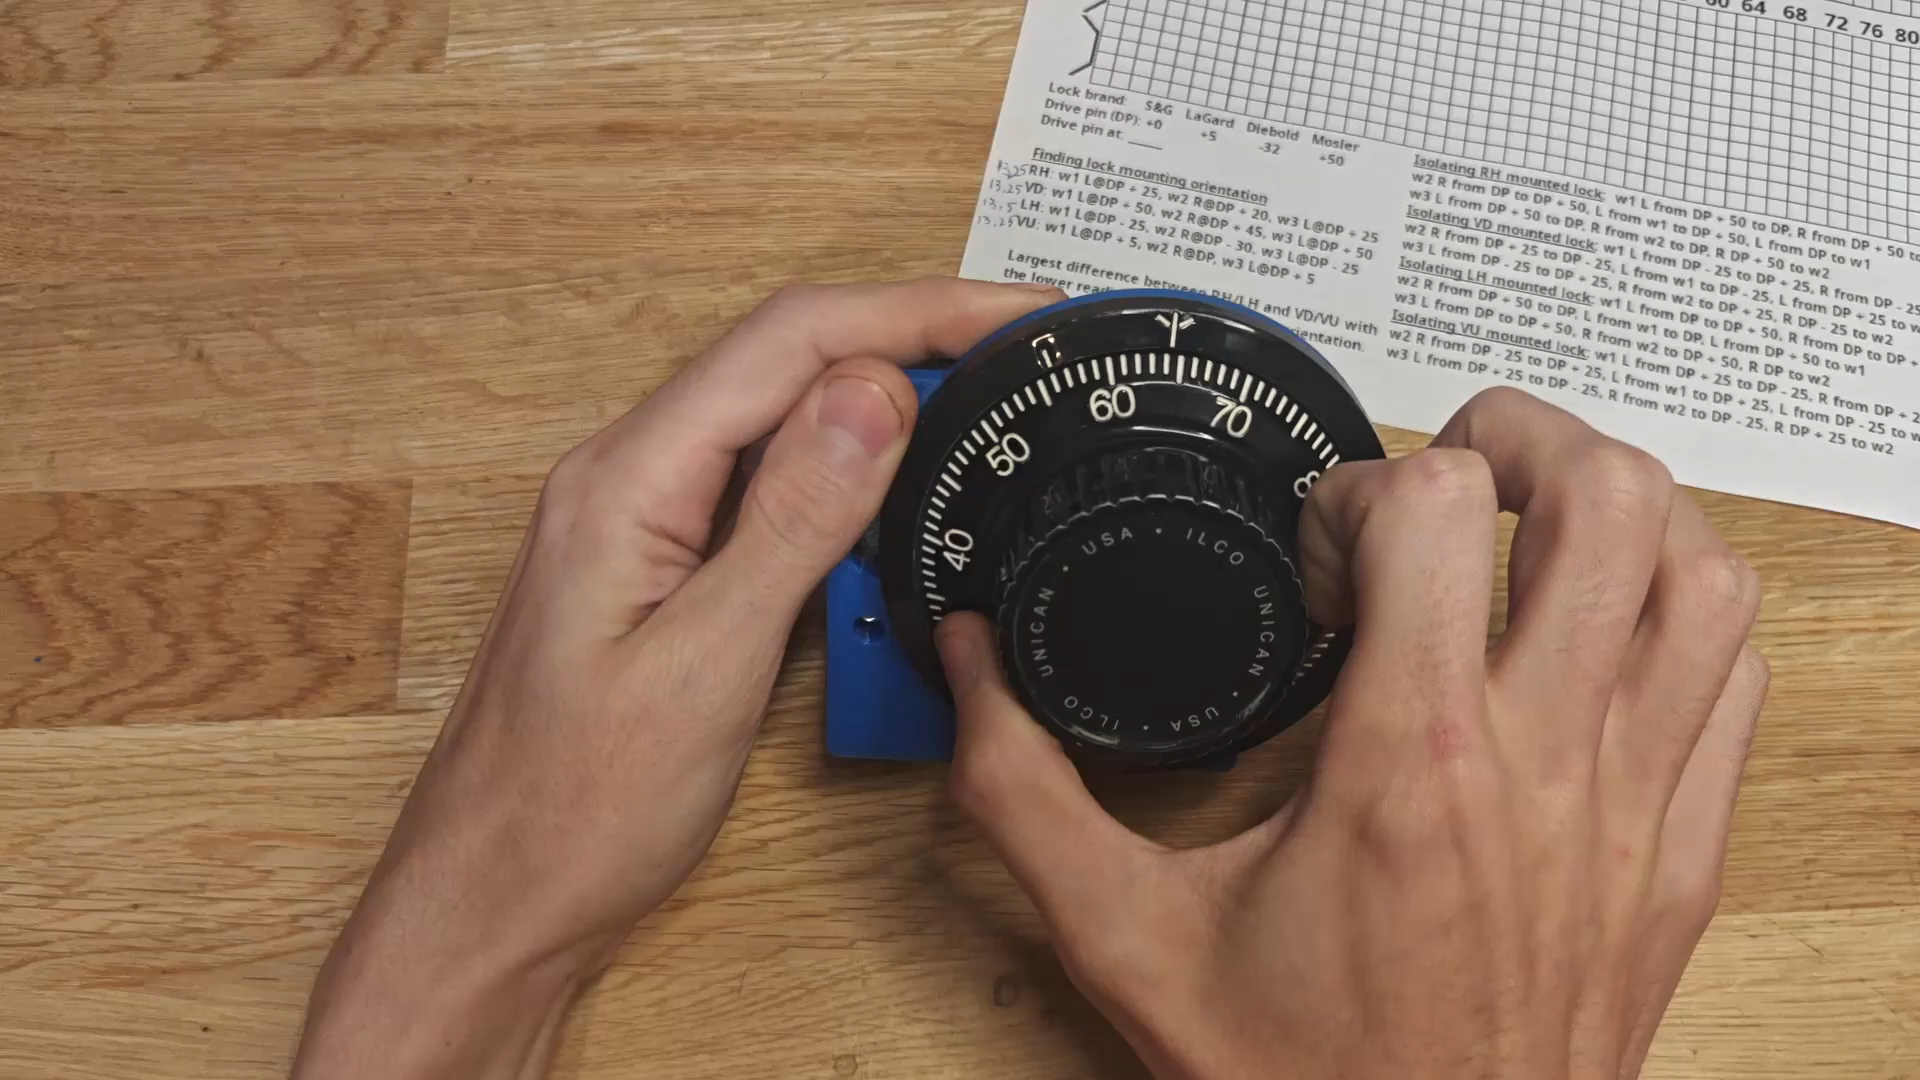 60 64 68 72 76 80
Lock brand: S&G LaGard Diebold Mosler
Drive pin (DP): +0 +5 -32 +50
Drive pin at: ____
Finding lock mounting orientation
13,25 RH: w1 L@DP + 25, w2 R@DP + 20, w3 L@DP + 25
13,25 VD: w1 L@DP + 50, w2 R@DP + 45, w3 L@DP + 50
13,5 LH: w1 L@DP - 25, w2 R@DP - 30, w3 L@DP - 25
13,25 VU: w1 L@DP + 5, w2 R@DP, w3 L@DP + 5
Largest difference between RH/LH and VD/VU with
the lower
Isolating RH mounted lock: w1 L from DP + 50 to DP, R from DP + 50 to
w2 R from DP to DP + 50, L from w1 to DP + 50, L from DP to w1
w3 L from DP + 50 to DP, R from w2 to DP, R DP + 50 to w2
Isolating VD mounted lock: w1 L from DP - 25 to DP + 25, R from DP - 25
w2 R from DP + 25 to DP - 25, L from w1 to DP - 25, L from DP + 25 to w
w3 L from DP - 25 to DP + 25, R from w2 to DP + 25, R DP - 25 to w2
Isolating LH mounted lock: w1 L from DP to DP + 50, R from DP to DP +
w2 R from DP + 50 to DP, L from w1 to DP, L from DP + 50 to w1
w3 L from DP to DP + 50, R from w2 to DP + 50, R DP to w2
Isolating VU mounted lock: w1 L from DP + 25 to DP - 25, R from DP + 2
w2 R from DP - 25 to DP + 25, L from w1 to DP + 25, L from DP - 25 to w
w3 L from DP + 25 to DP - 25, R from w2 to DP - 25, R DP + 25 to w2
40 50 60 70
USA • ILCO UNICAN • USA • ILCO UNICAN •